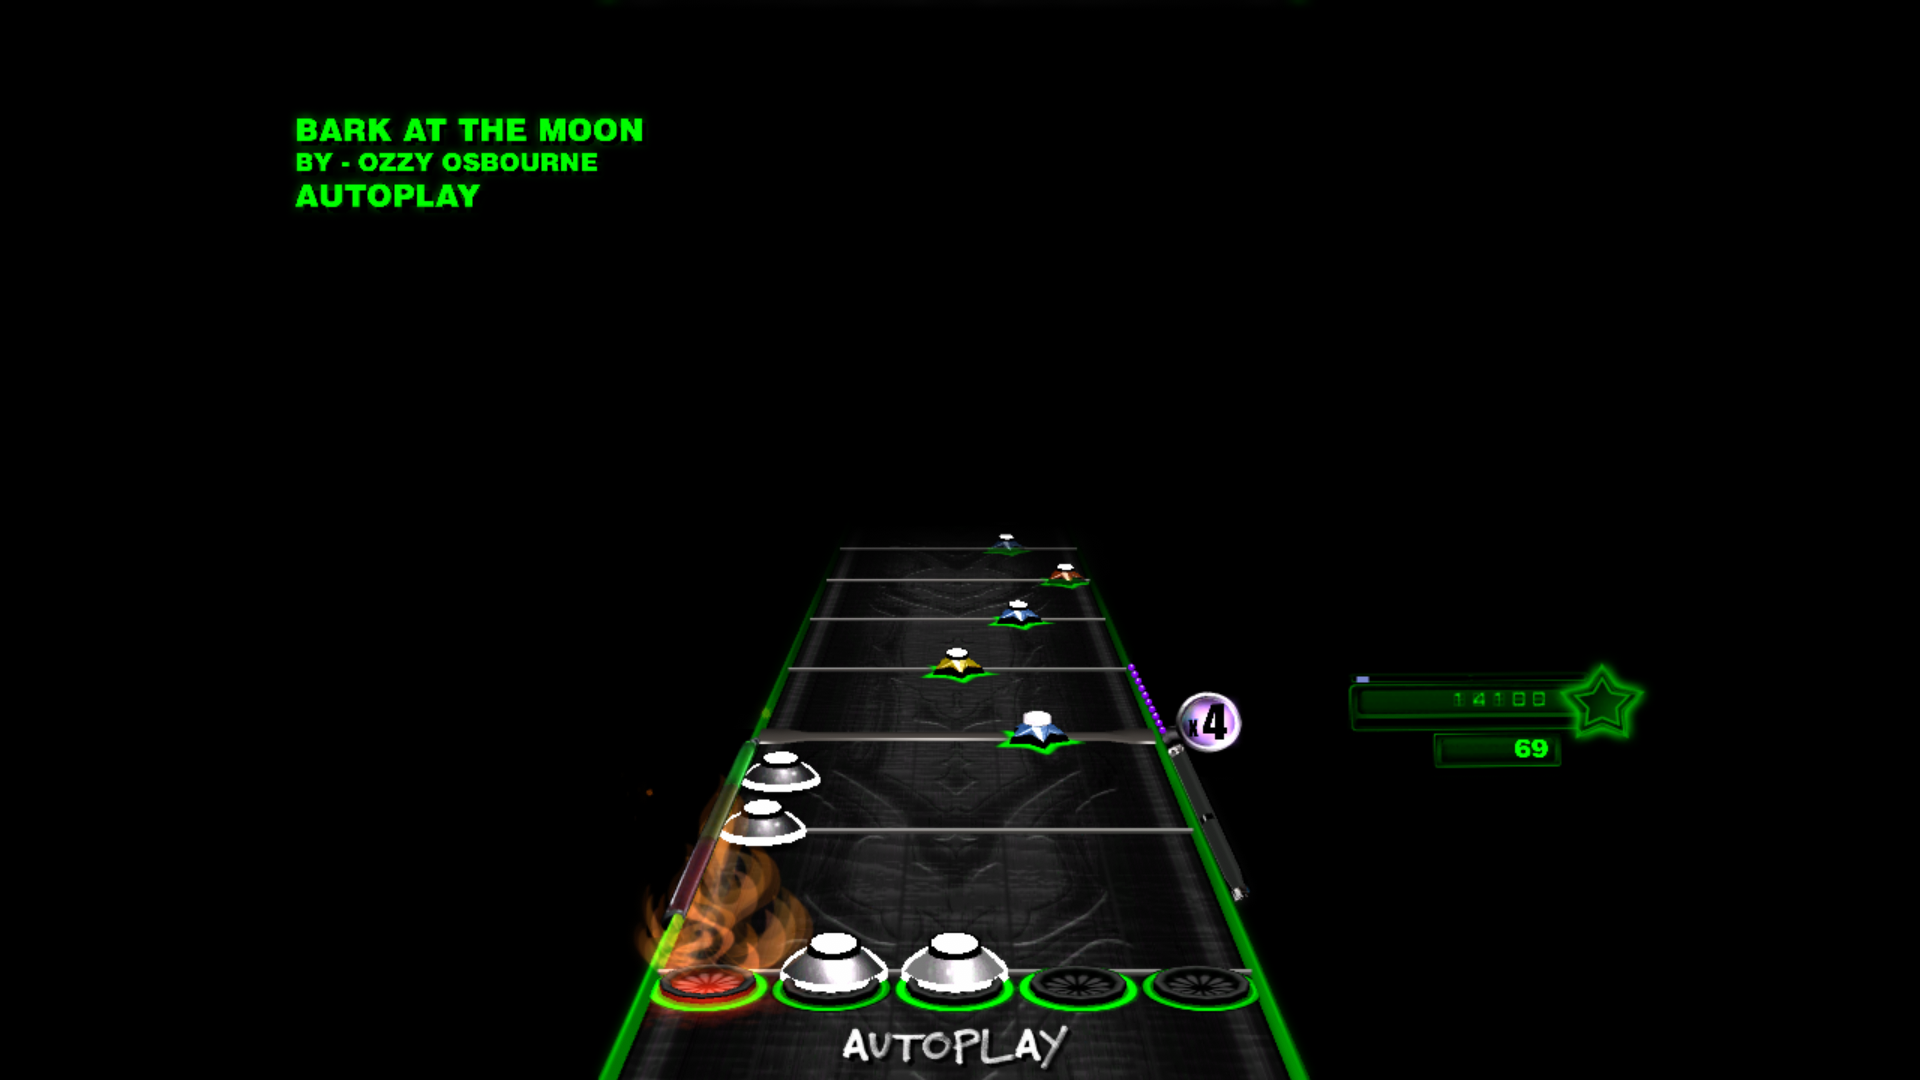 BARK AT THE MOON
BY - OZZY OSBOURNE
AUTOPLAY
x4
14100
69
AUTOPLAY